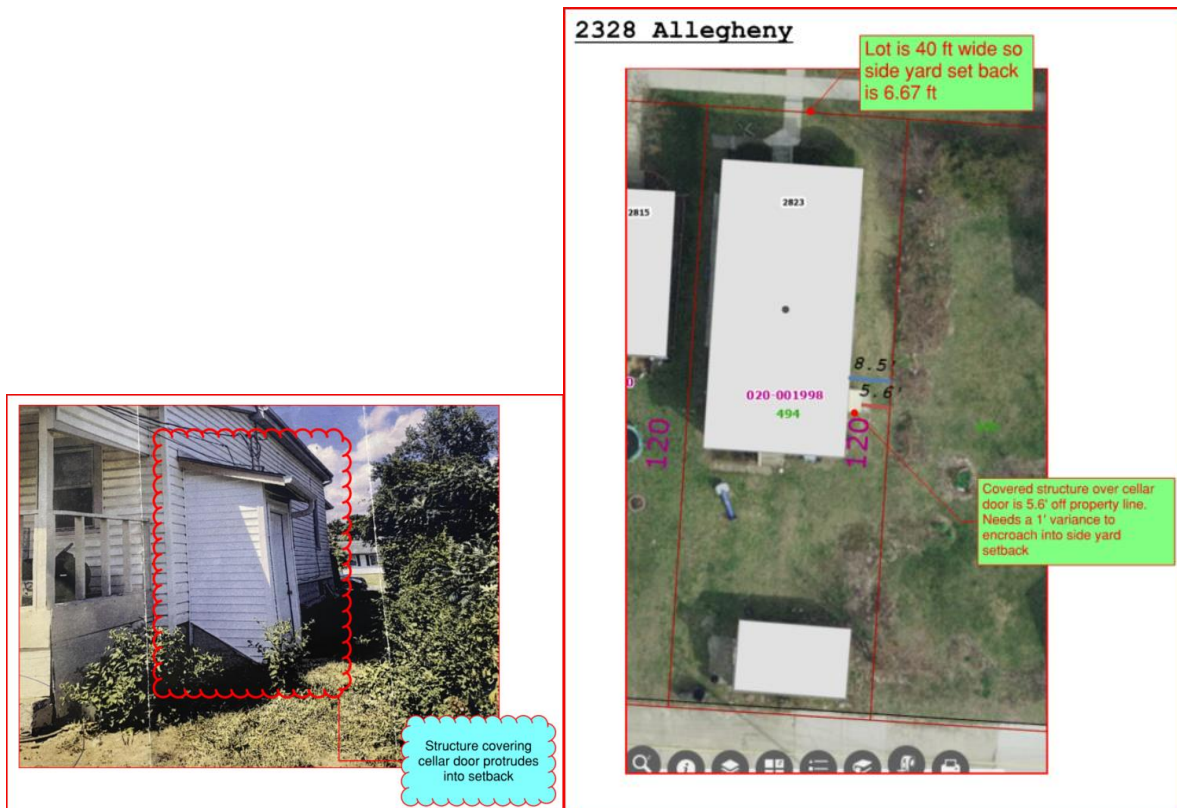 2328 Allegheny
Lot is 40 ft wide so
side yard set back
is 6.67 ft
2815
2823
8.5'
5.6'
020-001998
494
120
120
Covered structure over cellar
door is 5.6' off property line.
Needs a 1' variance to
encroach into side yard
setback
Structure covering
cellar door protrudes
into setback